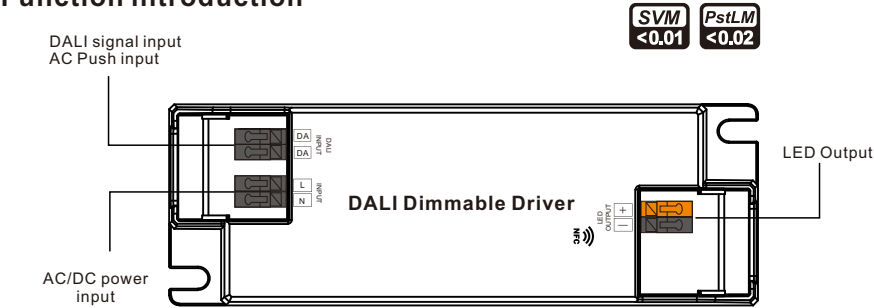 Function Introduction
SVM
<0.01
PstLM
<0.02
DALI signal input
AC Push input
DA
DA
DALI
INPUT
L
N
INPUT
DALI Dimmable Driver
NFC
LED
OUTPUT
+
—
LED Output
AC/DC power
input